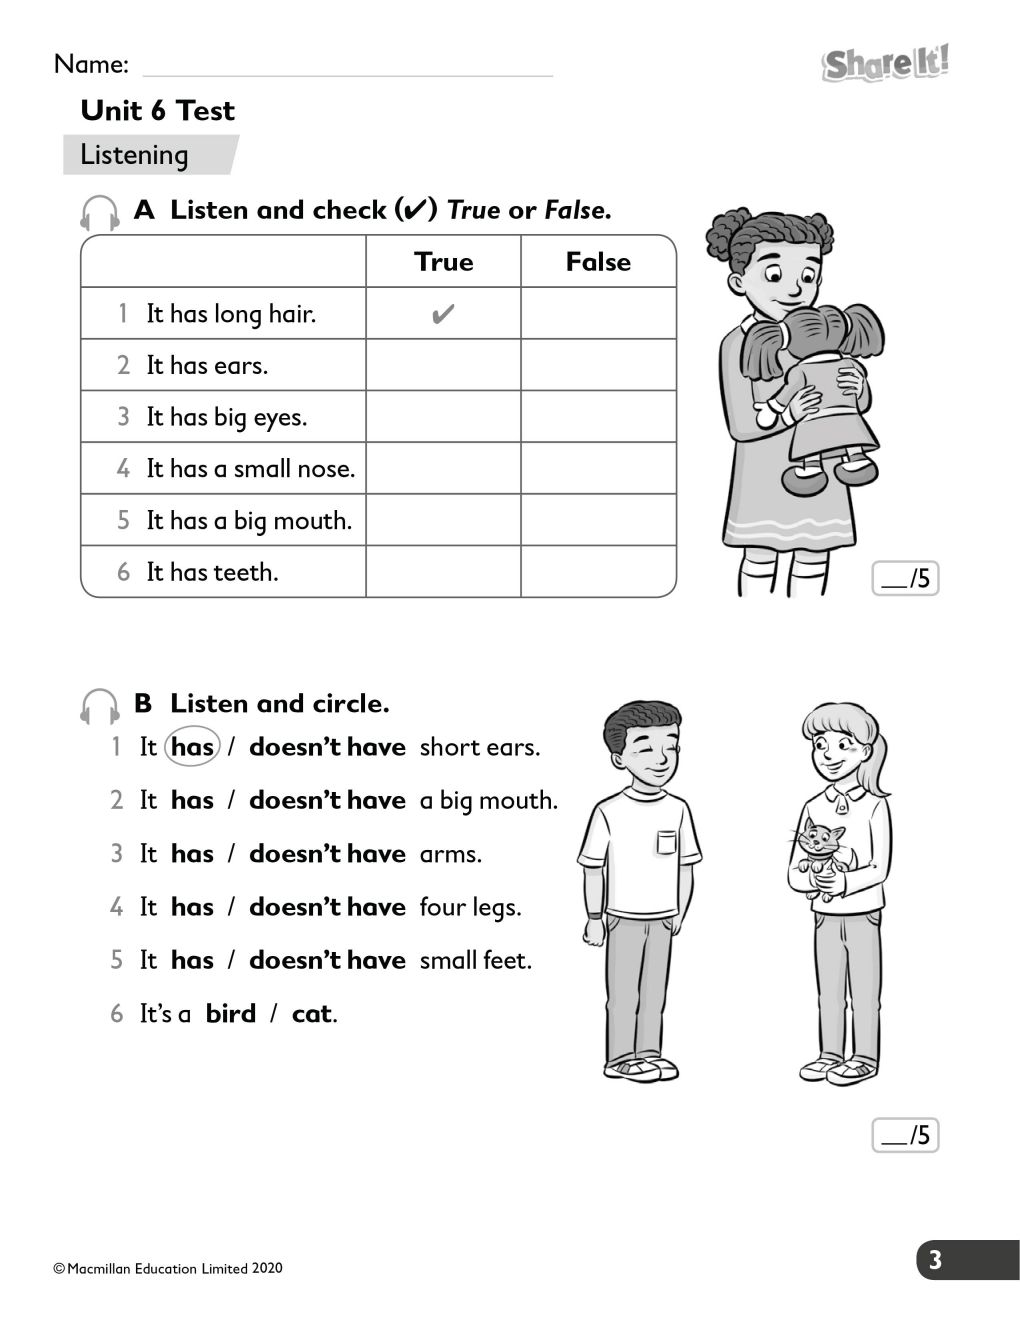 Name:
Share It!
Unit 6 Test
Listening
A Listen and check (✔) True or False.
True False
1 It has long hair. ✔
2 It has ears.
3 It has big eyes.
4 It has a small nose.
5 It has a big mouth.
6 It has teeth.
__/5
B Listen and circle.
1 It has / doesn’t have short ears.
2 It has / doesn’t have a big mouth.
3 It has / doesn’t have arms.
4 It has / doesn’t have four legs.
5 It has / doesn’t have small feet.
6 It’s a bird / cat.
__/5
© Macmillan Education Limited 2020
3